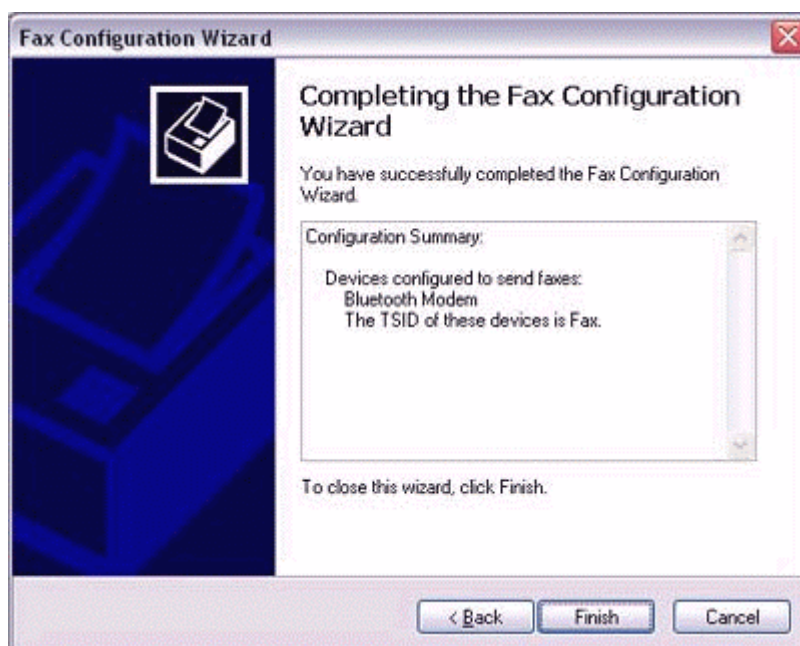 Fax Configuration Wizard
Completing the Fax Configuration
Wizard
You have successfully completed the Fax Configuration
Wizard.
Configuration Summary:
Devices configured to send faxes:
Bluetooth Modem
The TSID of these devices is Fax.
To close this wizard, click Finish.
< Back
Finish
Cancel